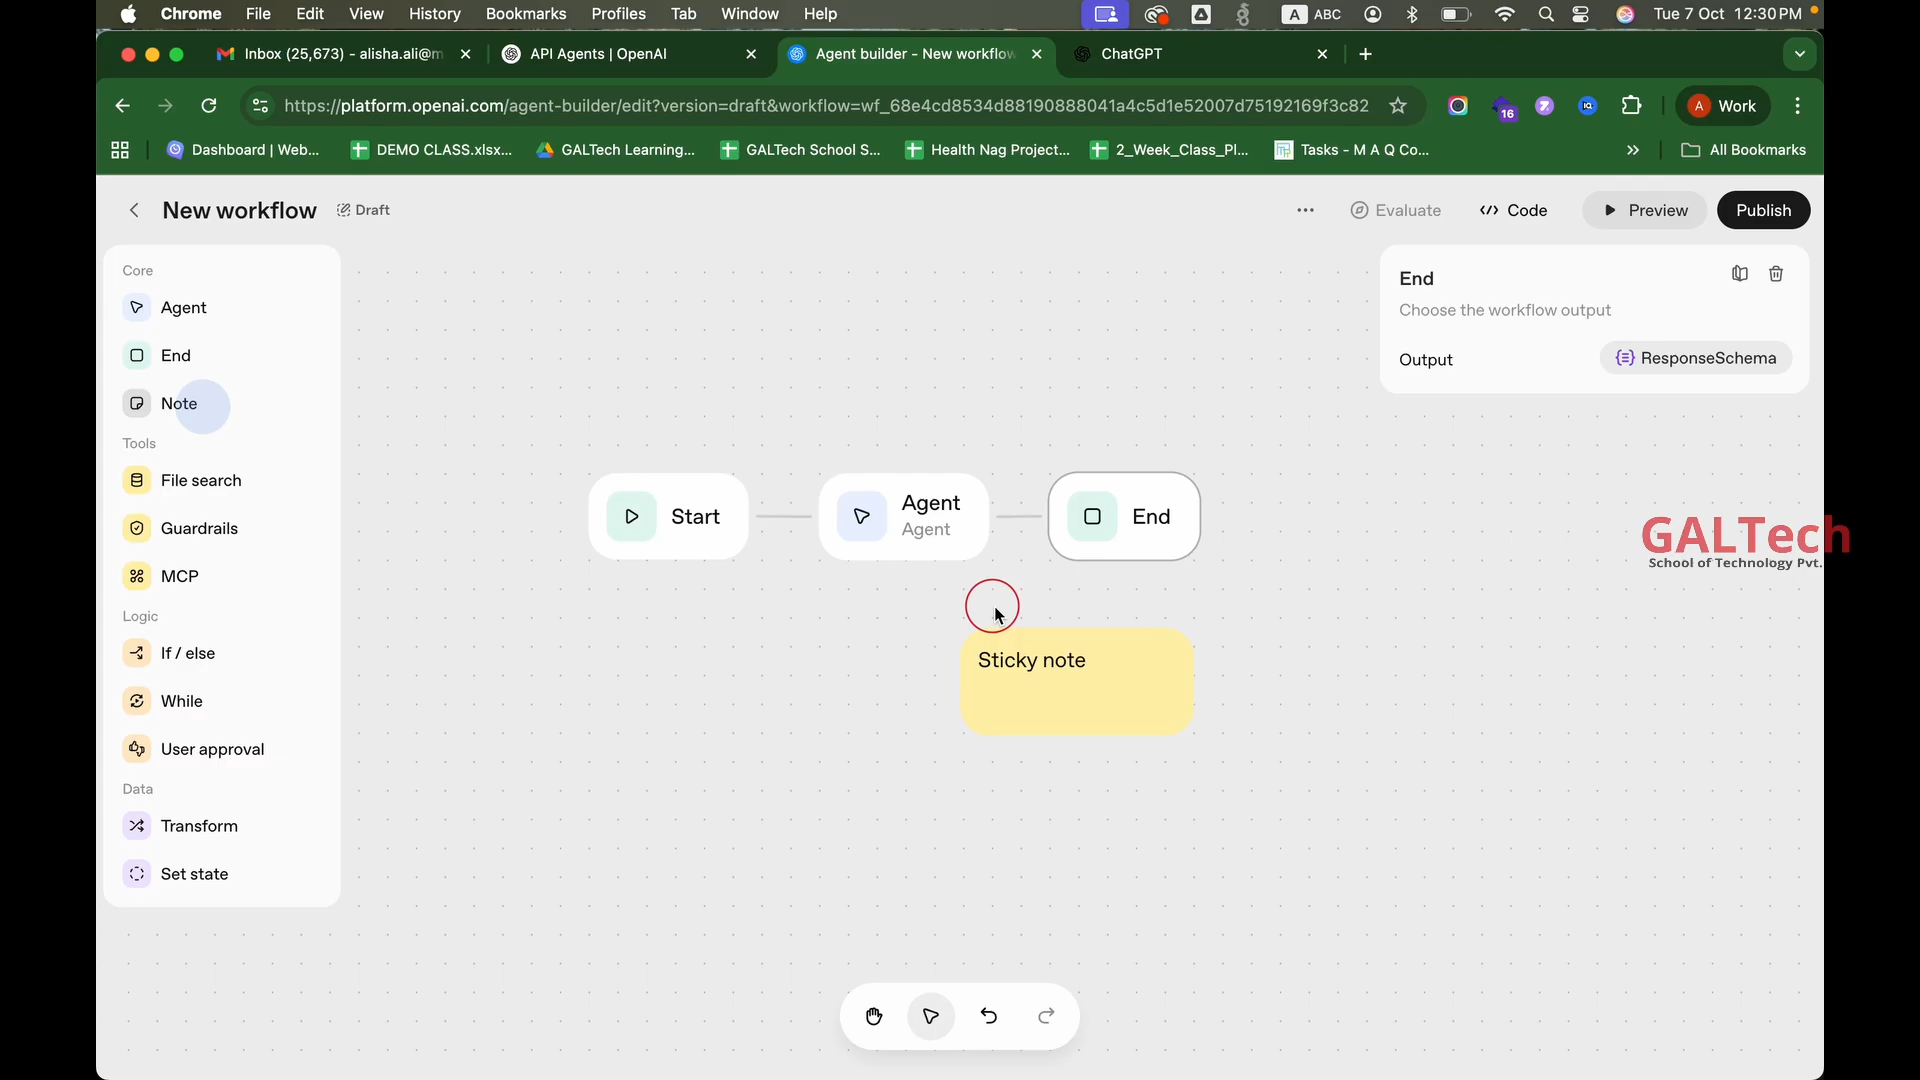 Chrome File Edit View History Bookmarks Profiles Tab Window Help A ABC Tue 7 Oct 12:30 PM
Inbox (25,673) - alisha.ali@m API Agents | OpenAI Agent builder - New workflow ChatGPT
https://platform.openai.com/agent-builder/edit?version=draft&workflow=wf_68e4cd8534d88190888041a4c5d1e52007d75192169f3c82 16 A Work
Dashboard | Web... DEMO CLASS.xlsx... GALTech Learning... GALTech School S... Health Nag Project... 2_Week_Class_Pl... Tasks - M A Q Co... All Bookmarks
New workflow Draft Evaluate Code Preview Publish
Core
Agent
End
Note
Tools
File search
Guardrails
MCP
Logic
If / else
While
User approval
Data
Transform
Set state
Start
Agent
Agent
End
Sticky note
End
Choose the workflow output
Output ResponseSchema
GALTech
School of Technology Pvt.